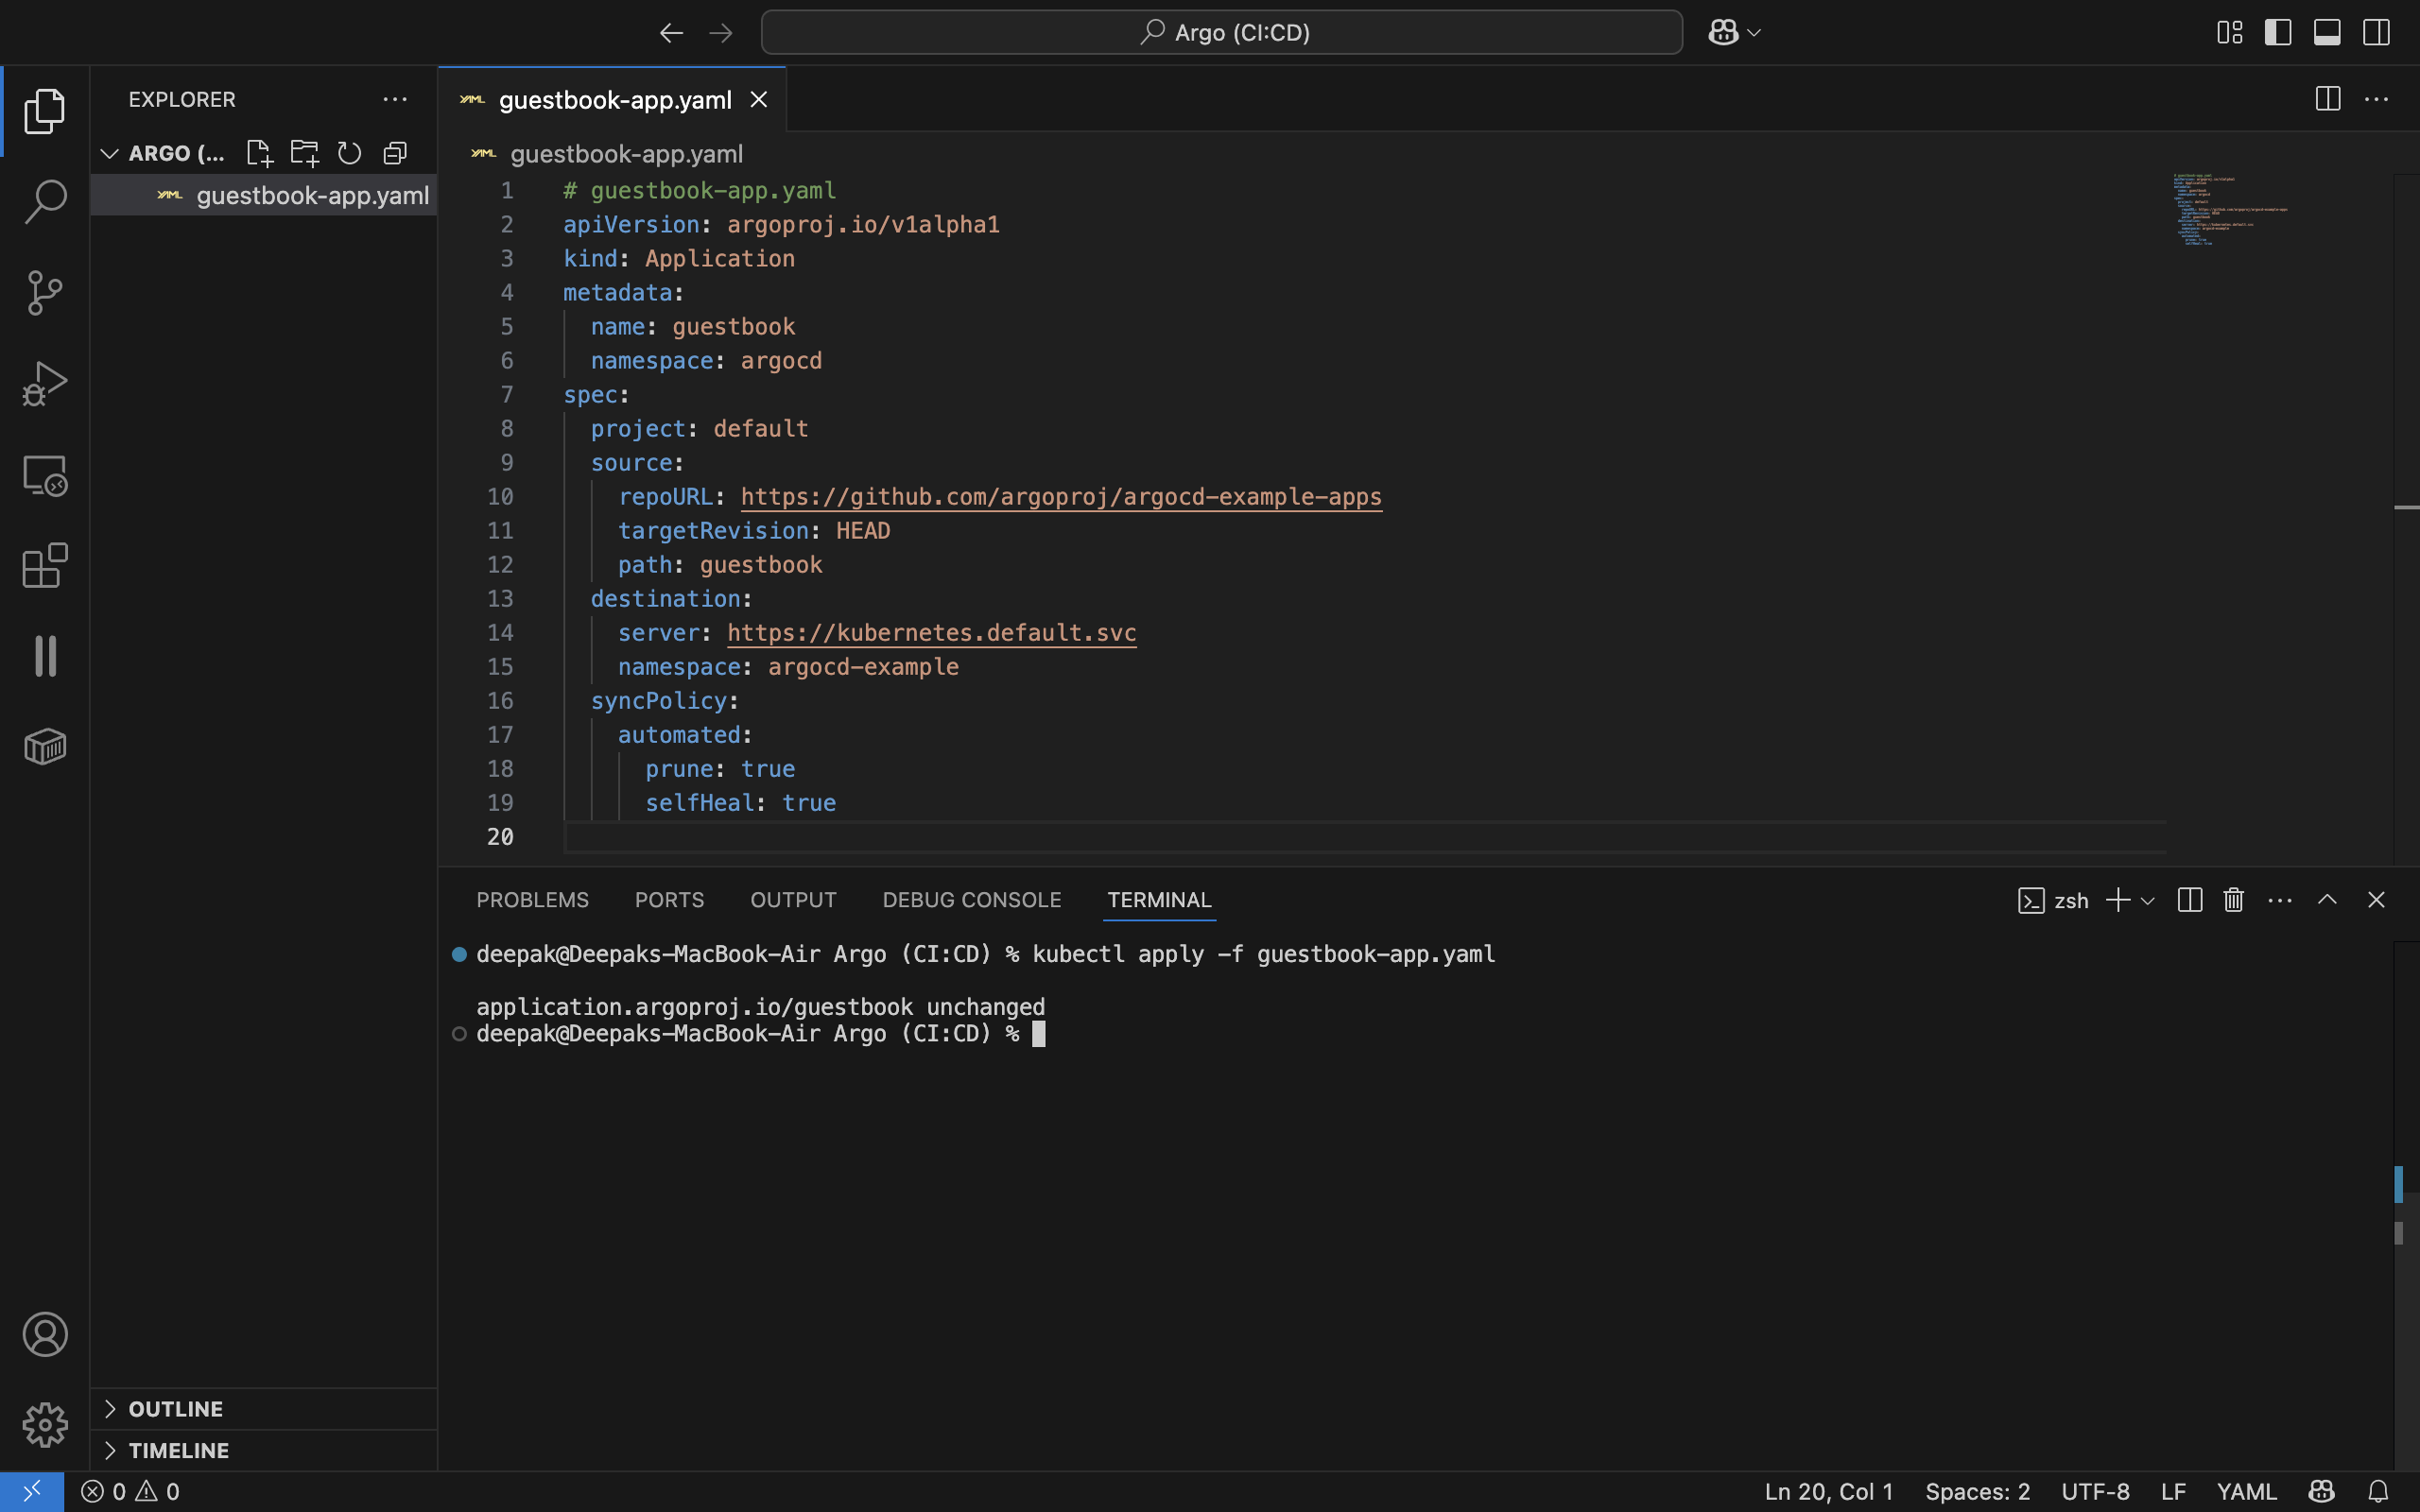 Argo (CI:CD)
EXPLORER
ARGO (...
guestbook-app.yaml
guestbook-app.yaml
guestbook-app.yaml
1 # guestbook-app.yaml
2 apiVersion: argoproj.io/v1alpha1
3 kind: Application
4 metadata:
5   name: guestbook
6   namespace: argocd
7 spec:
8   project: default
9   source:
10     repoURL: https://github.com/argoproj/argocd-example-apps
11     targetRevision: HEAD
12     path: guestbook
13   destination:
14     server: https://kubernetes.default.svc
15     namespace: argocd-example
16   syncPolicy:
17     automated:
18       prune: true
19       selfHeal: true
20
PROBLEMS PORTS OUTPUT DEBUG CONSOLE TERMINAL
zsh
deepak@Deepaks-MacBook-Air Argo (CI:CD) % kubectl apply -f guestbook-app.yaml
application.argoproj.io/guestbook unchanged
deepak@Deepaks-MacBook-Air Argo (CI:CD) %
OUTLINE
TIMELINE
0 0
Ln 20, Col 1 Spaces: 2 UTF-8 LF YAML